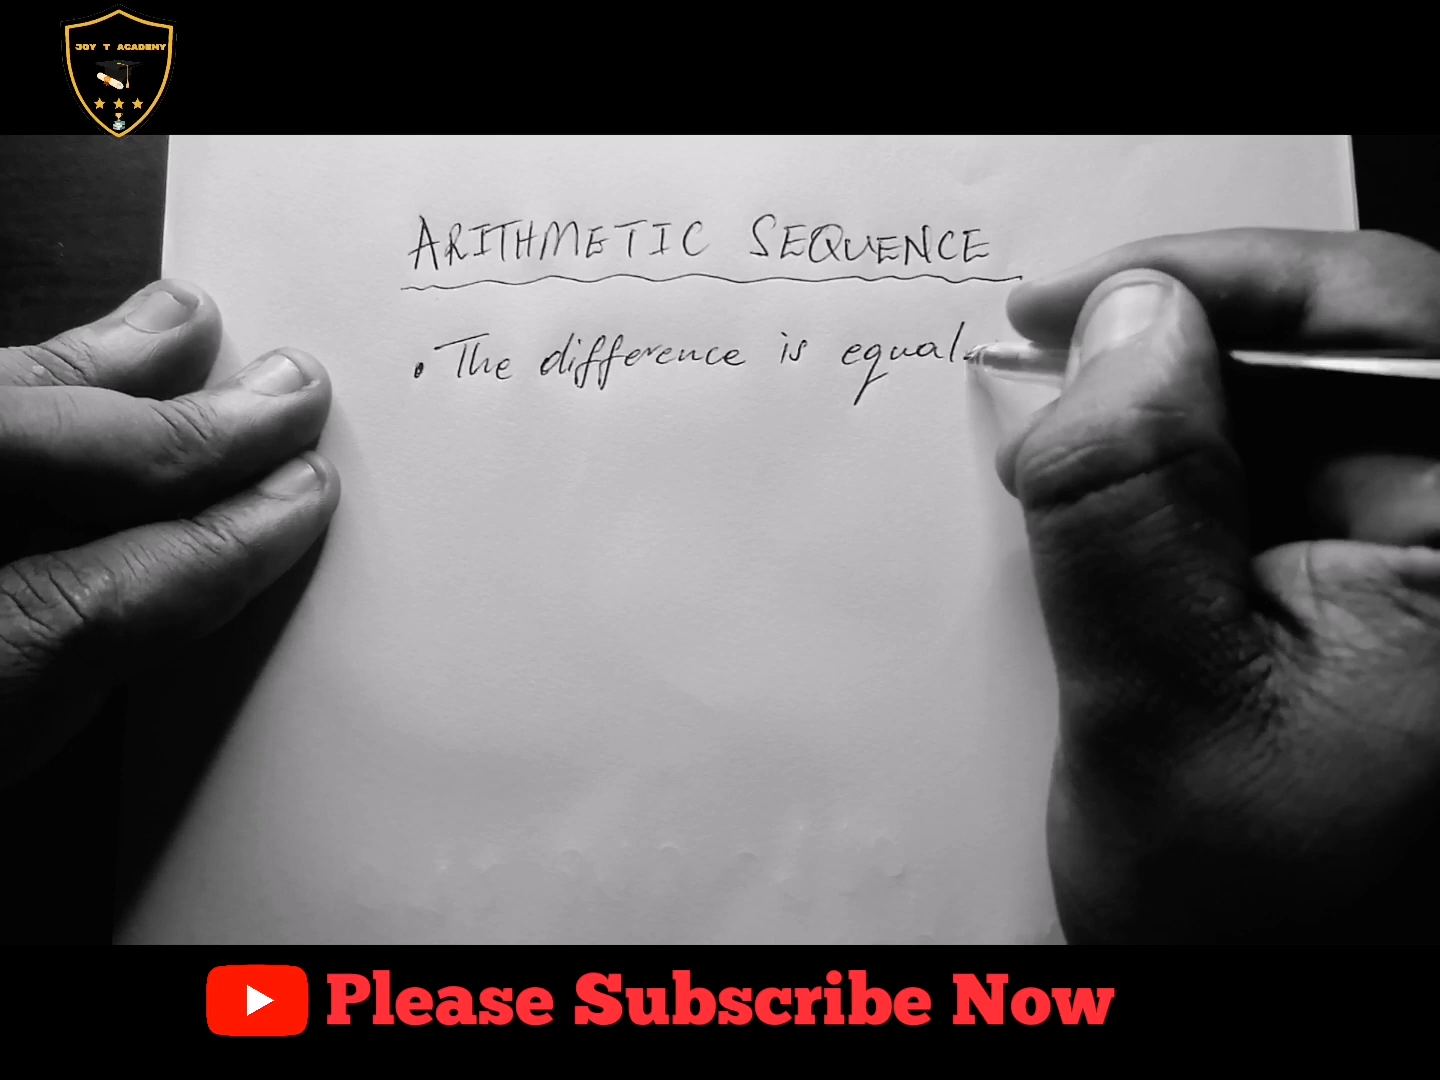 JOY T ACADEMY
ARITHMETIC SEQUENCE
• The difference is equal.
Please Subscribe Now